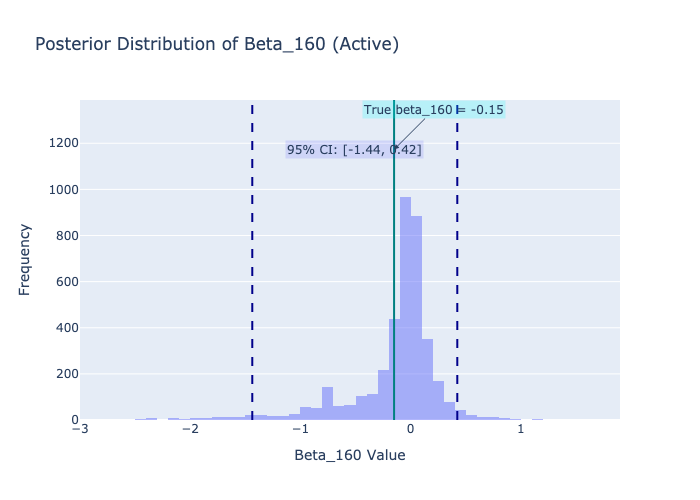 Posterior Distribution of Beta_160 (Active)
True beta_160 = -0.15
95% CI: [-1.44, 0.42]
1200
1000
800
600
400
200
0
Frequency
−3
−2
−1
0
1
Beta_160 Value